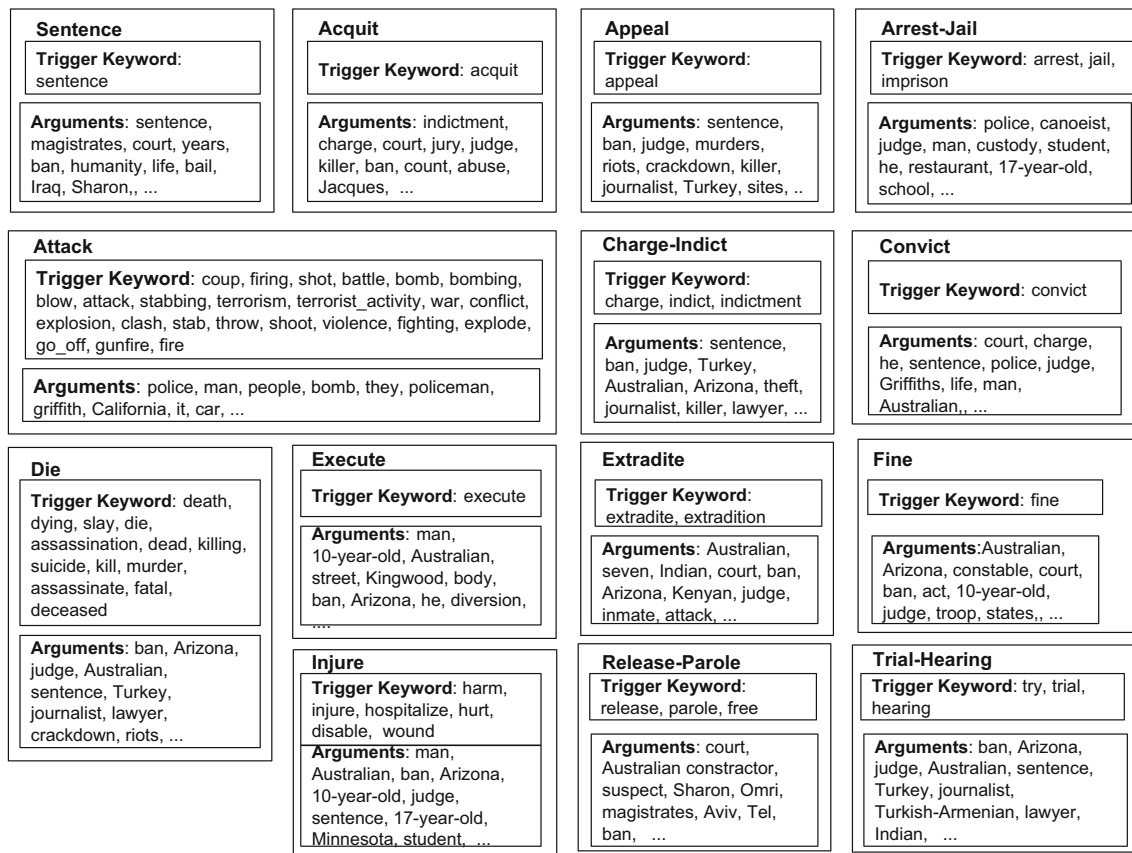 Sentence
Trigger Keyword:
sentence
Arguments: sentence,
magistrates, court, years,
ban, humanity, life, bail,
Iraq, Sharon,, ...
Acquit
Trigger Keyword: acquit
Arguments: indictment,
charge, court, jury, judge,
killer, ban, count, abuse,
Jacques, ...
Appeal
Trigger Keyword:
appeal
Arguments: sentence,
ban, judge, murders,
riots, crackdown, killer,
journalist, Turkey, sites, ..
Arrest-Jail
Trigger Keyword: arrest, jail,
imprison
Arguments: police, canoeist,
judge, man, custody, student,
he, restaurant, 17-year-old,
school, ...
Attack
Trigger Keyword: coup, firing, shot, battle, bomb, bombing,
blow, attack, stabbing, terrorism, terrorist_activity, war, conflict,
explosion, clash, stab, throw, shoot, violence, fighting, explode,
go_off, gunfire, fire
Arguments: police, man, people, bomb, they, policeman,
griffith, California, it, car, ...
Charge-Indict
Trigger Keyword:
charge, indict, indictment
Arguments: sentence,
ban, judge, Turkey,
Australian, Arizona, theft,
journalist, killer, lawyer, ...
Convict
Trigger Keyword: convict
Arguments: court, charge,
he, sentence, police, judge,
Griffiths, life, man,
Australian,, ...
Die
Trigger Keyword: death,
dying, slay, die,
assassination, dead, killing,
suicide, kill, murder,
assassinate, fatal,
deceased
Arguments: ban, Arizona,
judge, Australian,
sentence, Turkey,
journalist, lawyer,
crackdown, riots, ...
Execute
Trigger Keyword: execute
Arguments: man,
10-year-old, Australian,
street, Kingwood, body,
ban, Arizona, he, diversion,
....
Extradite
Trigger Keyword:
extradite, extradition
Arguments: Australian,
seven, Indian, court, ban,
Arizona, Kenyan, judge,
inmate, attack, ...
Fine
Trigger Keyword: fine
Arguments:Australian,
Arizona, constable, court,
ban, act, 10-year-old,
judge, troop, states,, ...
Injure
Trigger Keyword: harm,
injure, hospitalize, hurt,
disable, wound
Arguments: man,
Australian, ban, Arizona,
10-year-old, judge,
sentence, 17-year-old,
Minnesota, student, ...
Release-Parole
Trigger Keyword:
release, parole, free
Arguments: court,
Australian constractor,
suspect, Sharon, Omri,
magistrates, Aviv, Tel,
ban, ...
Trial-Hearing
Trigger Keyword: try, trial,
hearing
Arguments: ban, Arizona,
judge, Australian, sentence,
Turkey, journalist,
Turkish-Armenian, lawyer,
Indian, ...